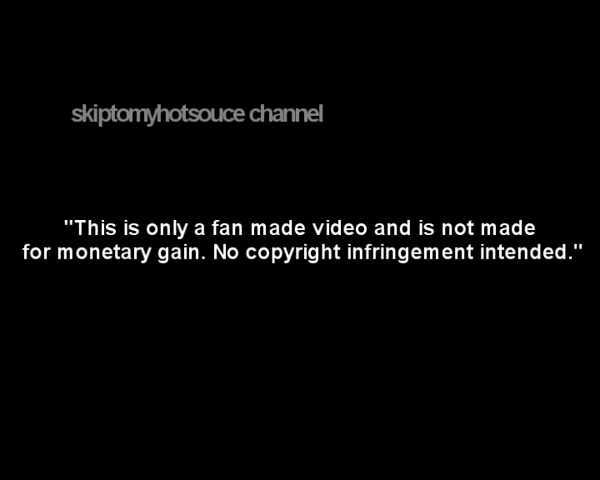 skiptomyhotsouce channel
"This is only a fan made video and is not made
for monetary gain. No copyright infringement intended."